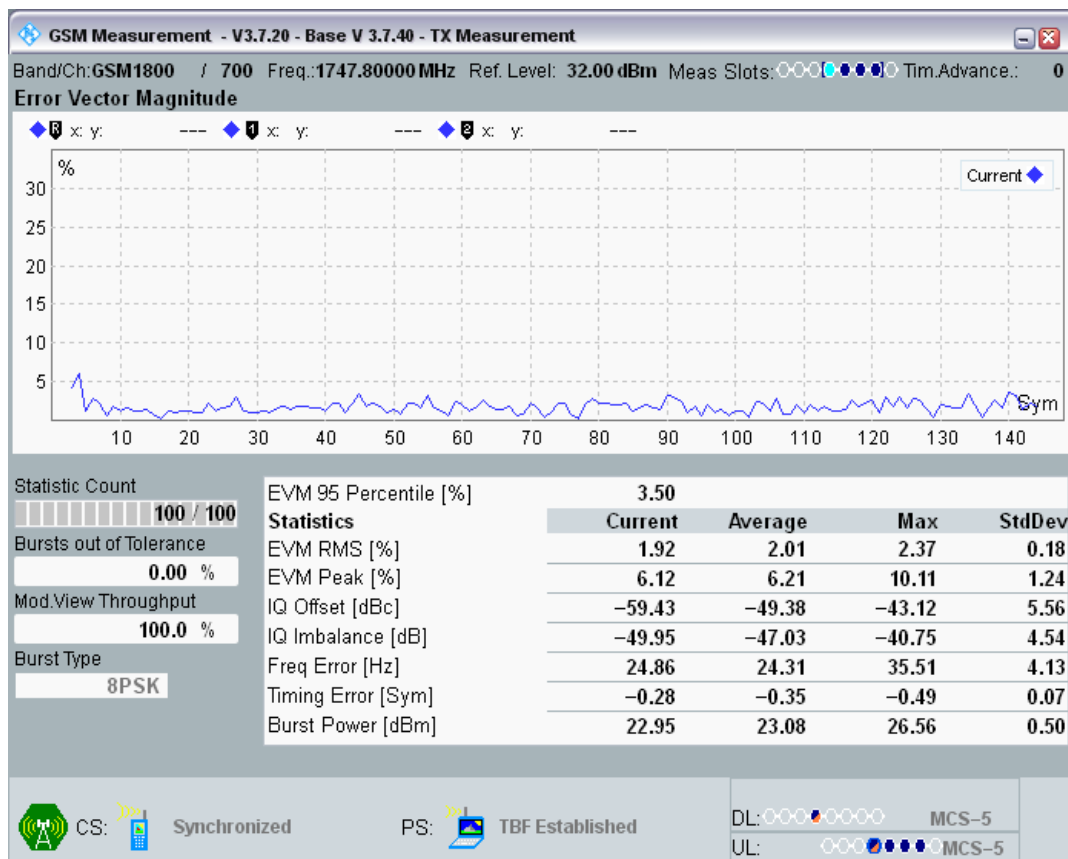 GSM Measurement - V3.7.20 - Base V 3.7.40 - TX Measurement
Band/Ch:GSM1800 / 700 Freq.:1747.80000 MHz Ref. Level: 32.00 dBm Meas Slots: Tim.Advance.: 0
Error Vector Magnitude
R x: y: --- 1 x: y: --- 2 x: y: ---
%
Current
30
25
20
15
10
5
Sym
10 20 30 40 50 60 70 80 90 100 110 120 130 140
Statistic Count
100 / 100
Bursts out of Tolerance
0.00 %
Mod.View Throughput
100.0 %
Burst Type
8PSK
EVM 95 Percentile [%] 3.50
Statistics Current Average Max StdDev
EVM RMS [%] 1.92 2.01 2.37 0.18
EVM Peak [%] 6.12 6.21 10.11 1.24
IQ Offset [dBc] −59.43 −49.38 −43.12 5.56
IQ Imbalance [dB] −49.95 −47.03 −40.75 4.54
Freq Error [Hz] 24.86 24.31 35.51 4.13
Timing Error [Sym] −0.28 −0.35 −0.49 0.07
Burst Power [dBm] 22.95 23.08 26.56 0.50
CS: Synchronized PS: TBF Established
DL: MCS−5
UL: MCS−5